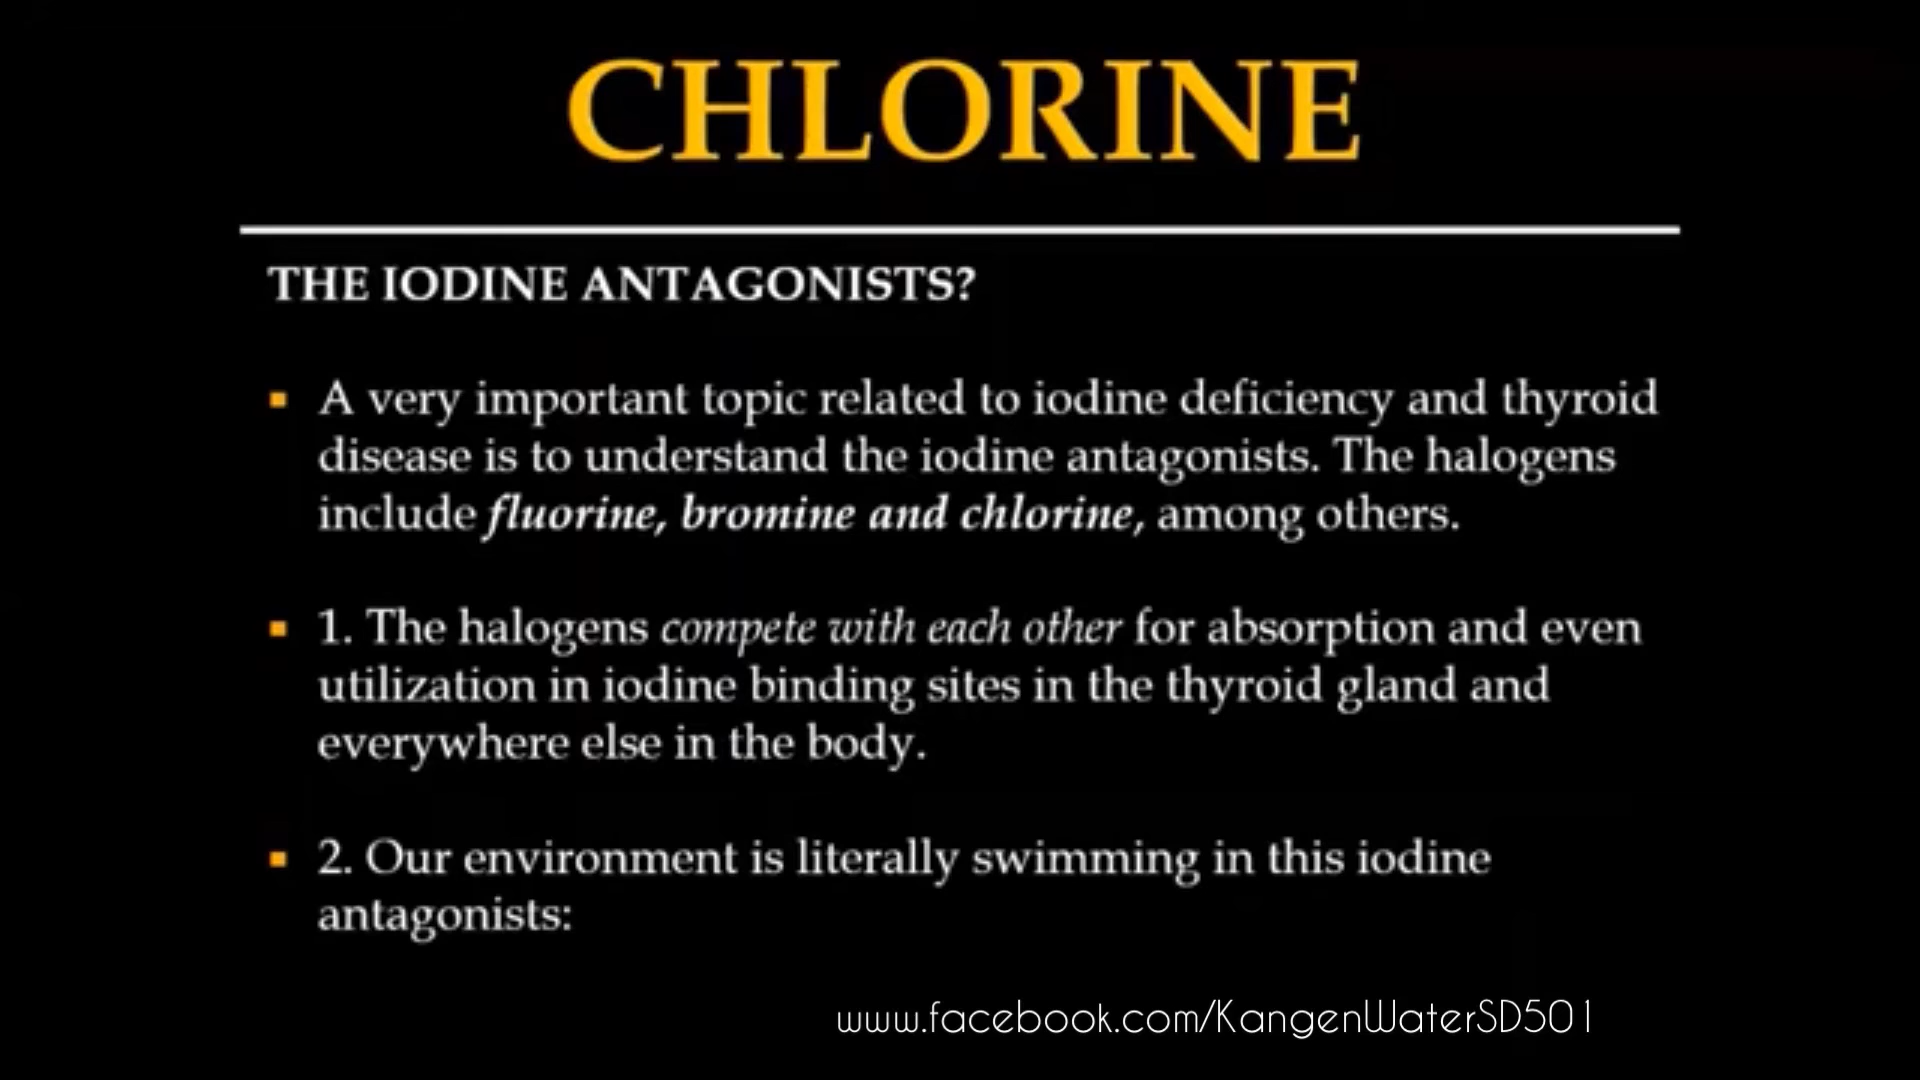 CHLORINE
THE IODINE ANTAGONISTS?
▪ A very important topic related to iodine deficiency and thyroid
disease is to understand the iodine antagonists. The halogens
include fluorine, bromine and chlorine, among others.
▪ 1. The halogens compete with each other for absorption and even
utilization in iodine binding sites in the thyroid gland and
everywhere else in the body.
▪ 2. Our environment is literally swimming in this iodine
antagonists:
www.facebook.com/KangenWaterSD501